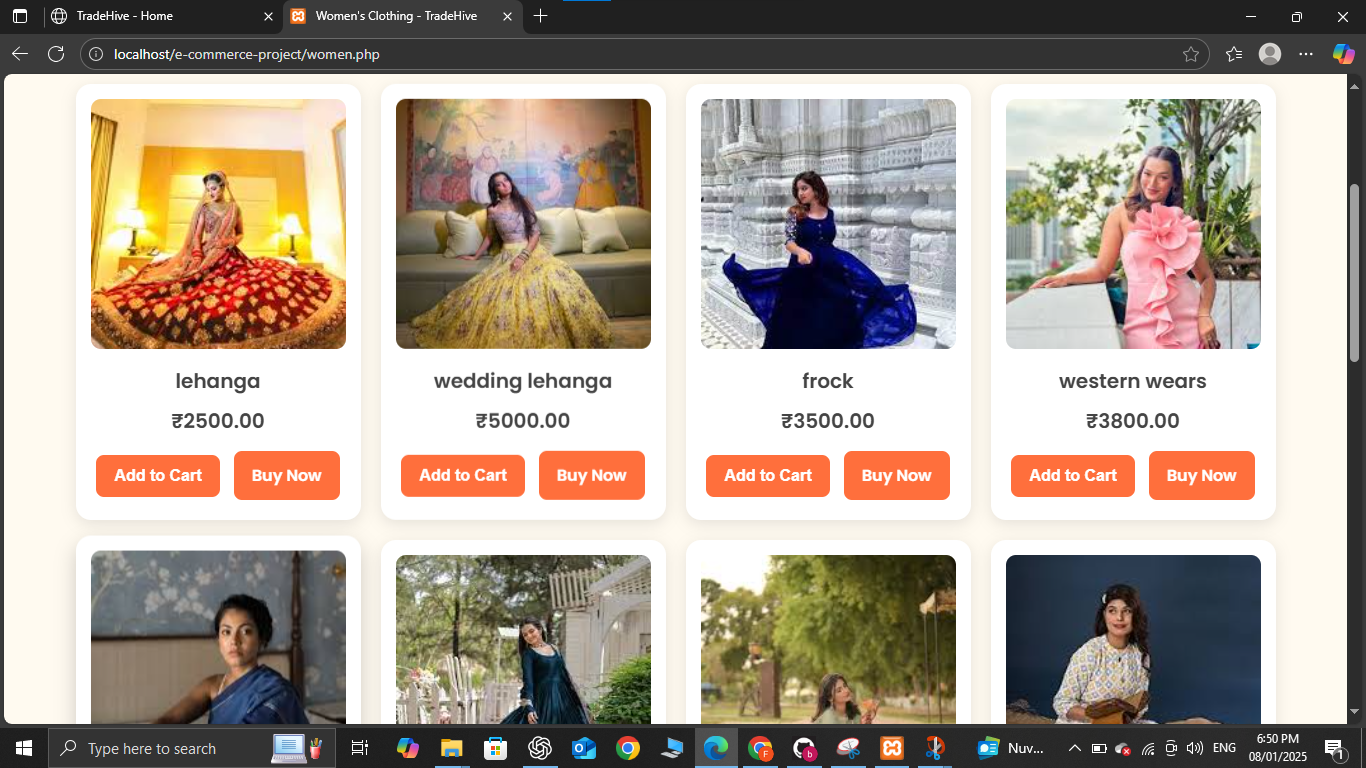 TradeHive - Home
Women's Clothing - TradeHive
localhost/e-commerce-project/women.php
lehanga
wedding lehanga
frock
western wears
₹2500.00
₹5000.00
₹3500.00
₹3800.00
Add to Cart
Buy Now
Add to Cart
Buy Now
Add to Cart
Buy Now
Add to Cart
Buy Now
Type here to search
Nuv...
ENG
6:50 PM
08/01/2025
1